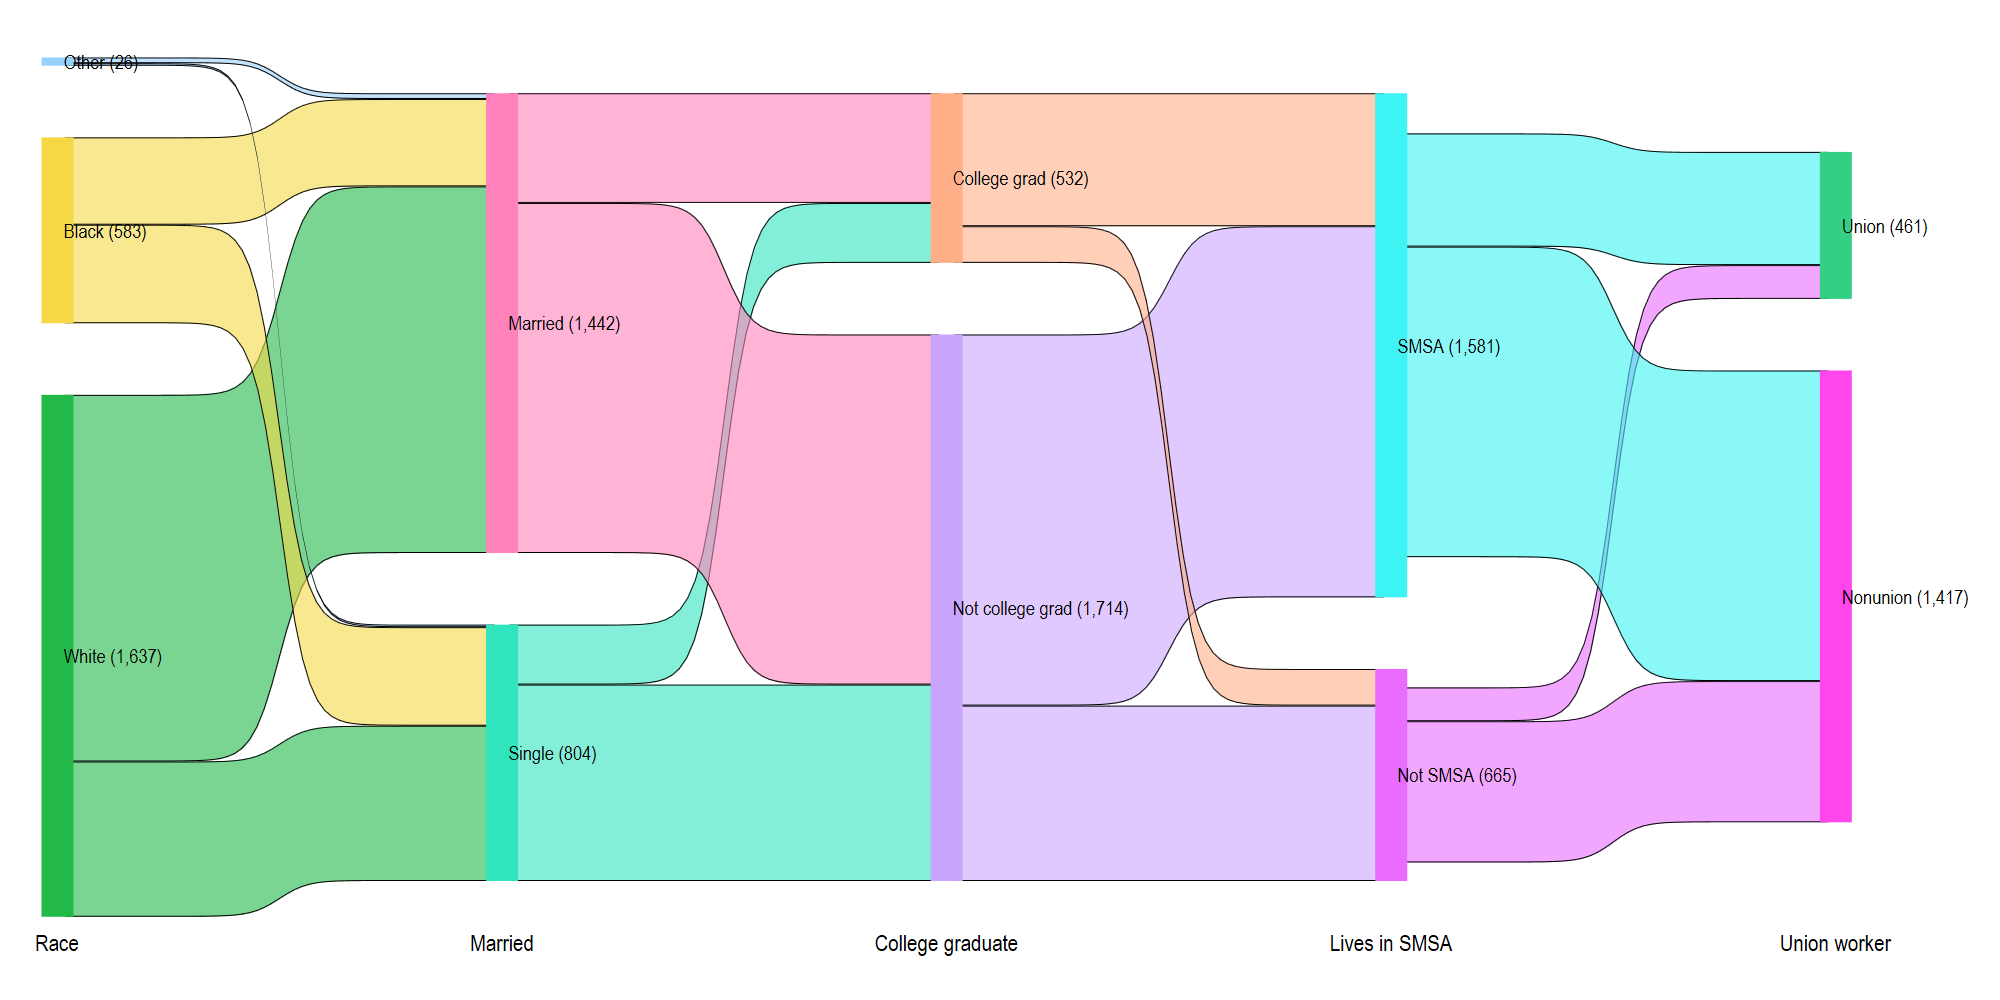 Other (26)
Black (583)
White (1,637)
Married (1,442)
Single (804)
College grad (532)
Not college grad (1,714)
SMSA (1,581)
Not SMSA (665)
Union (461)
Nonunion (1,417)
Race
Married
College graduate
Lives in SMSA
Union worker